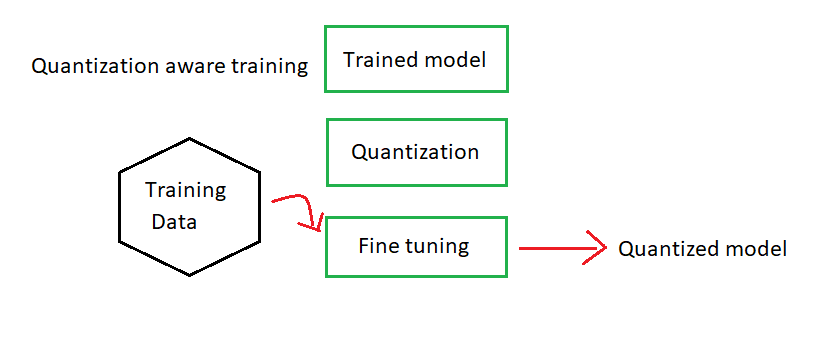 Quantization aware training
Trained model
Quantization
Training
Data
Fine tuning
Quantized model